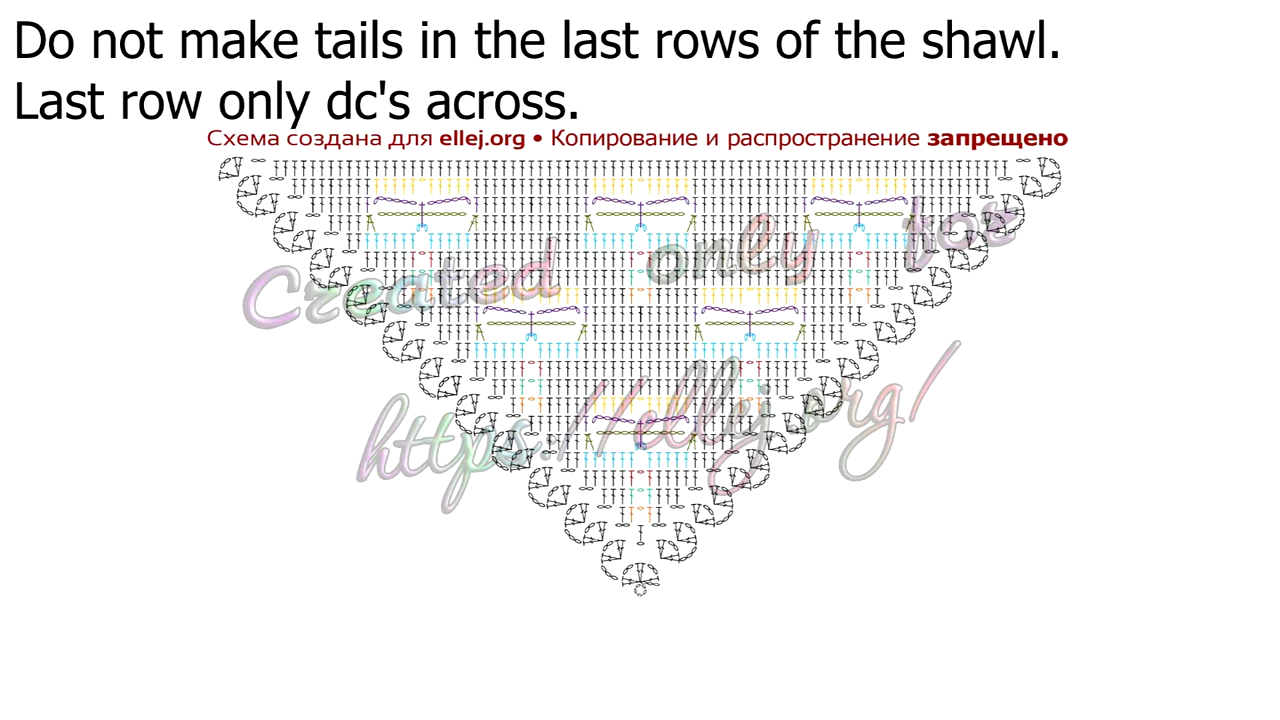 Do not make tails in the last rows of the shawl.
Last row only dc's across.
Схема создана для ellej.org • Копирование и распространение запрещено
Created only for
https://ellej.org/